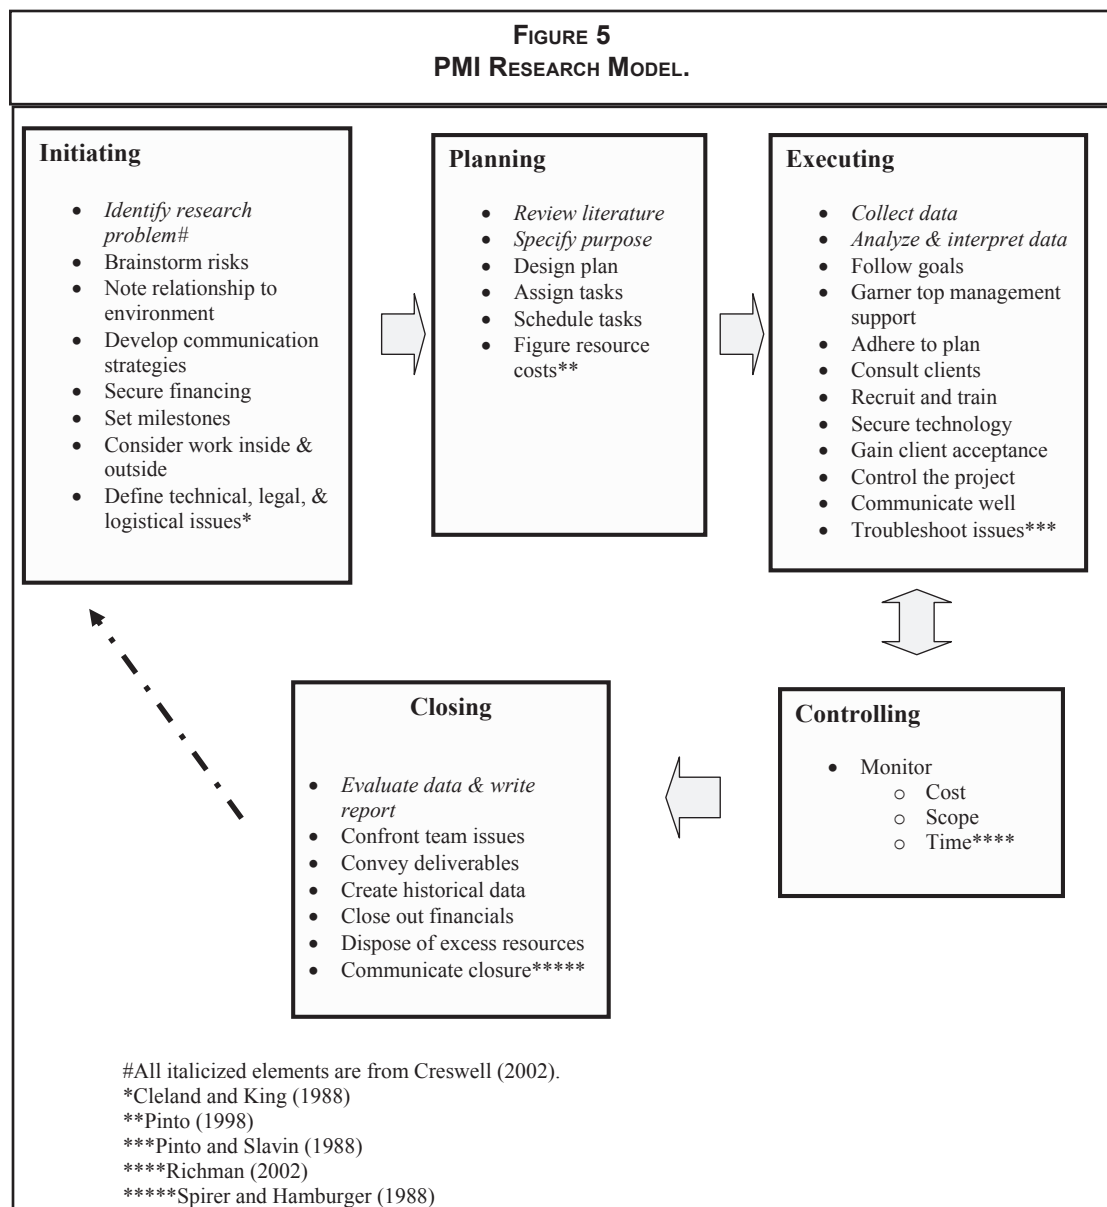 FIGURE 5
PMI RESEARCH MODEL.
Initiating
• Identify research
problem#
• Brainstorm risks
• Note relationship to
environment
• Develop communication
strategies
• Secure financing
• Set milestones
• Consider work inside &
outside
• Define technical, legal, &
logistical issues*
Planning
• Review literature
• Specify purpose
• Design plan
• Assign tasks
• Schedule tasks
• Figure resource
costs**
Executing
• Collect data
• Analyze & interpret data
• Follow goals
• Garner top management
support
• Adhere to plan
• Consult clients
• Recruit and train
• Secure technology
• Gain client acceptance
• Control the project
• Communicate well
• Troubleshoot issues***
Controlling
• Monitor
o Cost
o Scope
o Time****
Closing
• Evaluate data & write
report
• Confront team issues
• Convey deliverables
• Create historical data
• Close out financials
• Dispose of excess resources
• Communicate closure*****
#All italicized elements are from Creswell (2002).
*Cleland and King (1988)
**Pinto (1998)
***Pinto and Slavin (1988)
****Richman (2002)
*****Spirer and Hamburger (1988)